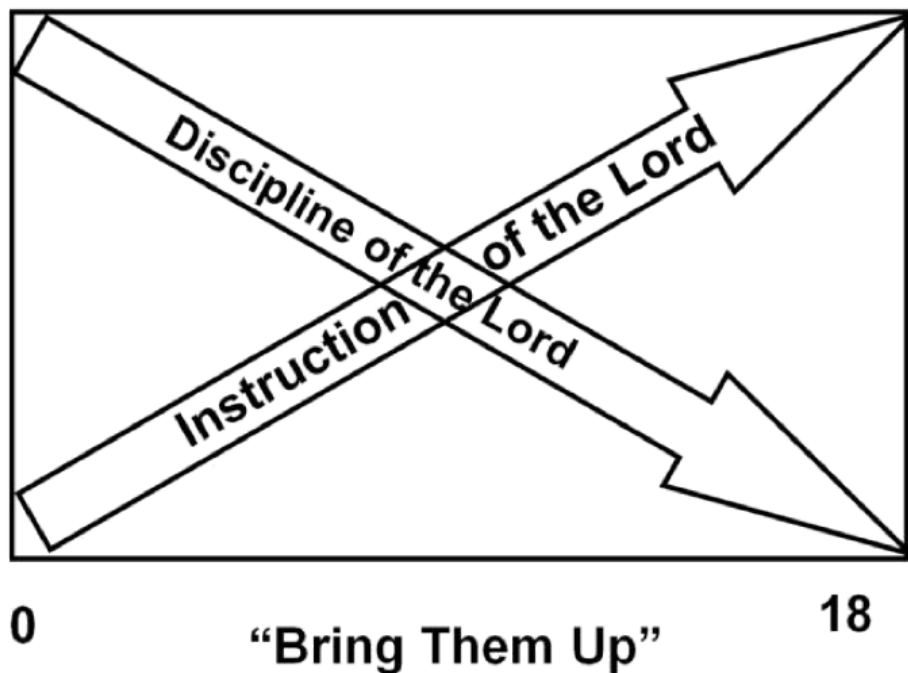 Discipline of the Lord
Instruction of the Lord
0
18
“Bring Them Up”